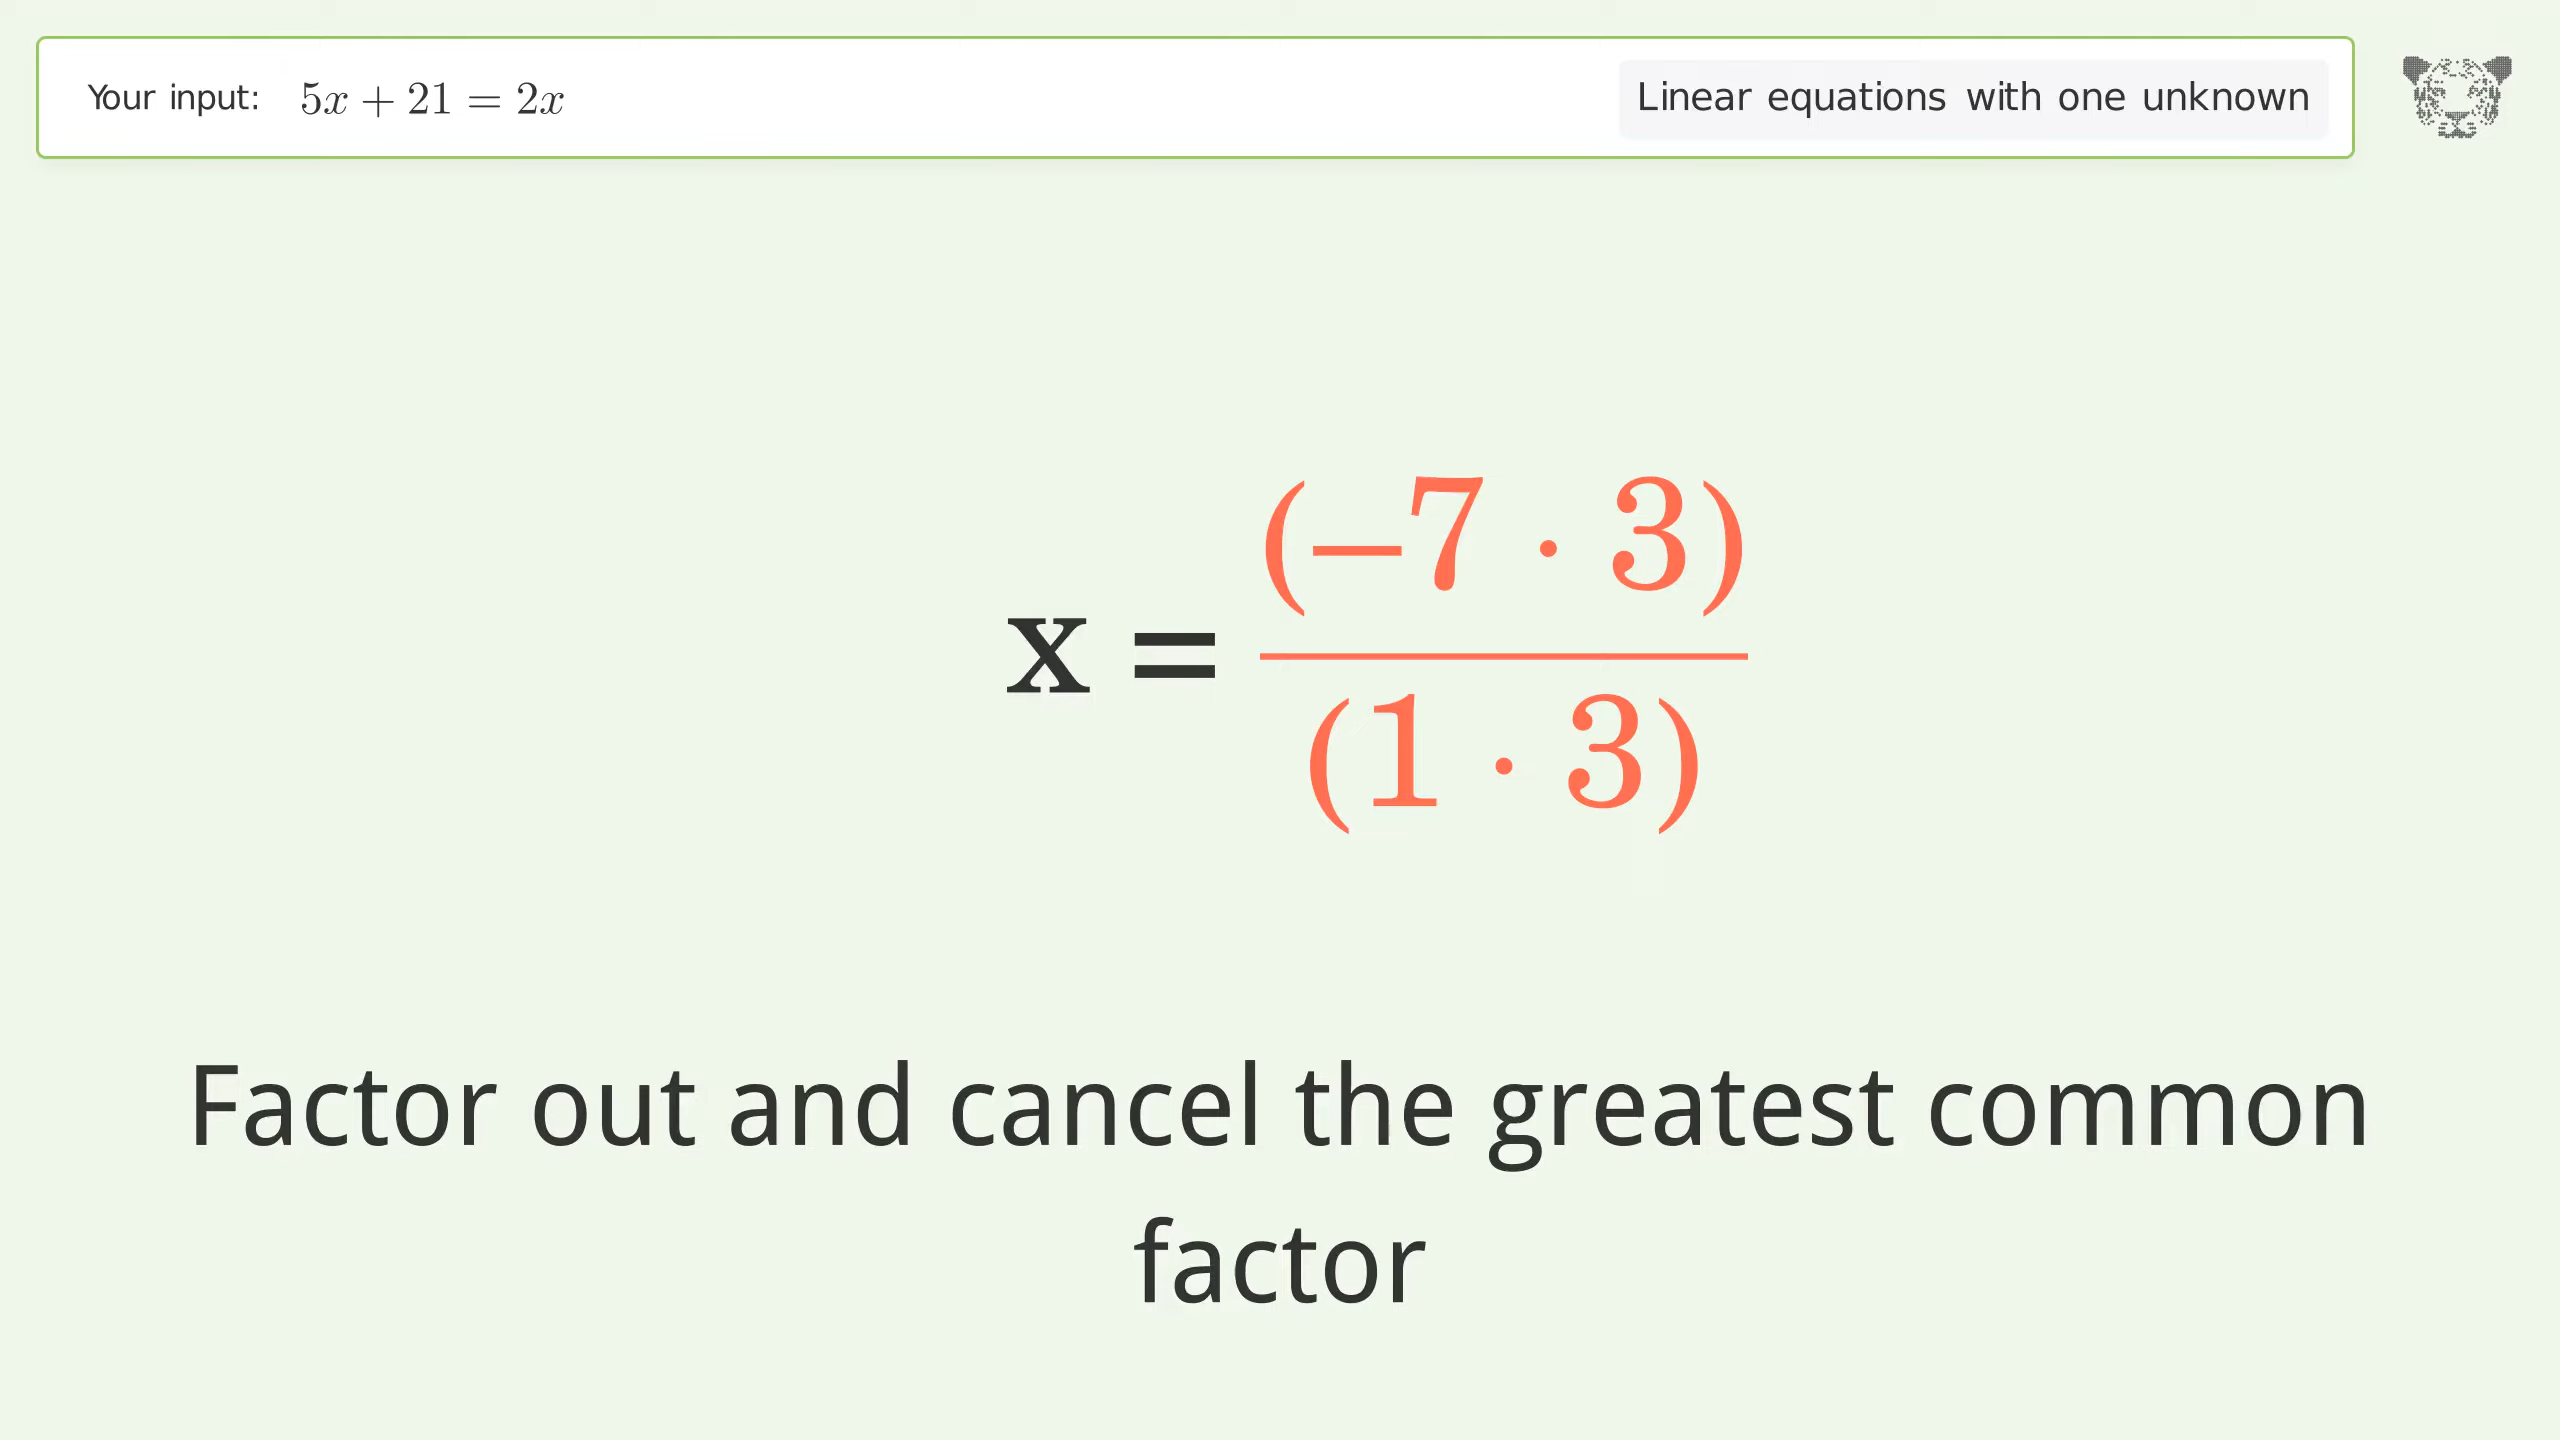 Your input: 5x + 21 = 2x
Linear equations with one unknown
x = (–7 · 3) / (1 · 3)
Factor out and cancel the greatest common
factor